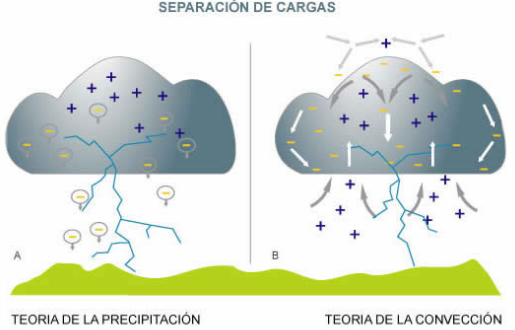 SEPARACIÓN DE CARGAS
A
B
TEORIA DE LA PRECIPITACIÓN
TEORIA DE LA CONVECCIÓN